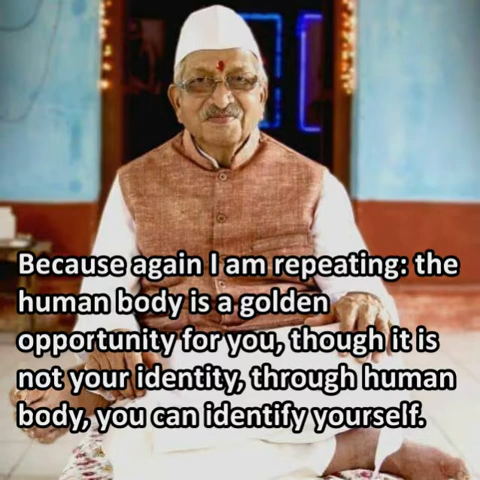 Because again I am repeating: the
human body is a golden
opportunity for you, though it is
not your identity, through human
body, you can identify yourself.